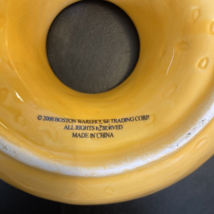 © 2008 BOSTON WAREHOUSE TRADING CORP.
ALL RIGHTS RESERVED
MADE IN CHINA